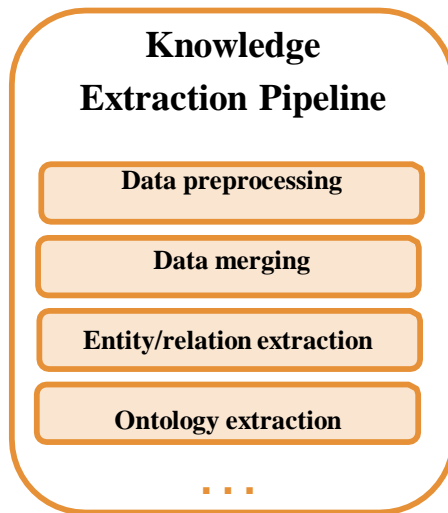 Knowledge
Extraction Pipeline
Data preprocessing
Data merging
Entity/relation extraction
Ontology extraction
. . .